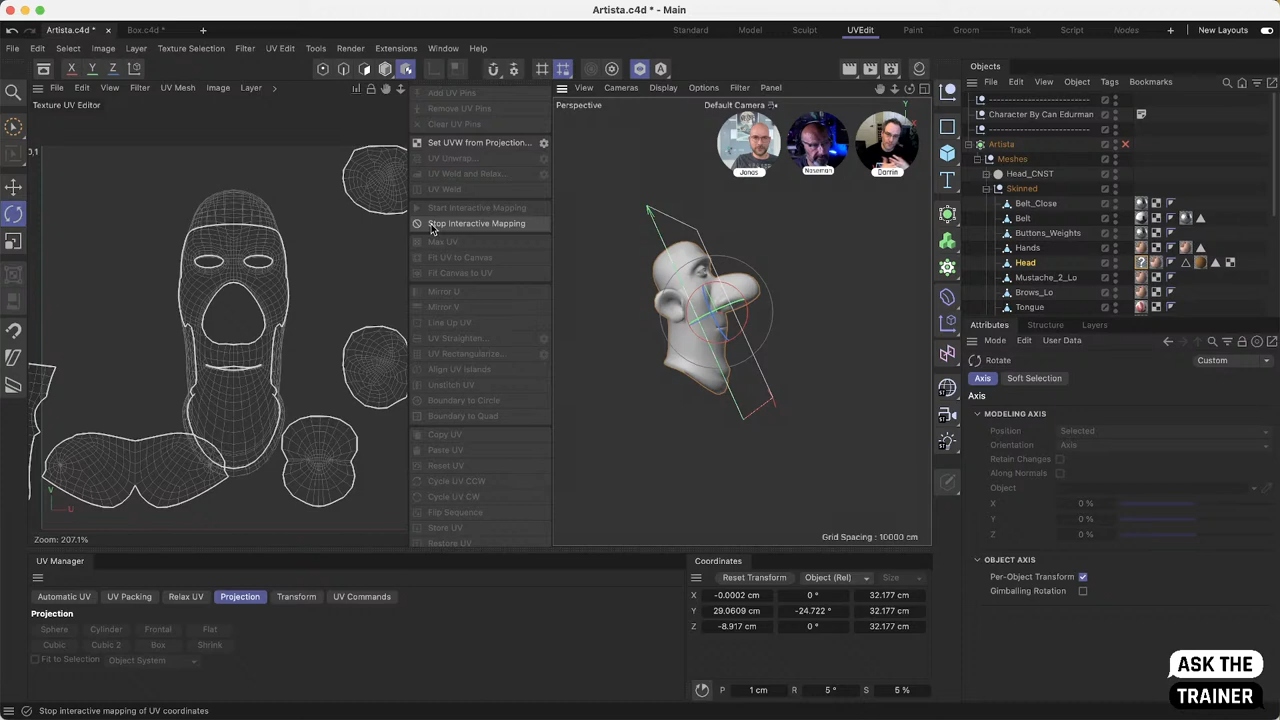 Artista.c4d * - Main
Artista.c4d *
Box.c4d *
Standard
Model
Sculpt
UVEdit
Paint
Groom
Track
Script
Nodes
New Layouts
File
Edit
Select
Image
Layer
Texture Selection
Filter
UV Edit
Tools
Render
Extensions
Window
Help
X
Y
Z
File
Edit
View
Filter
UV Mesh
Image
Layer
Texture UV Editor
0,1
V
U
Zoom: 207.1%
Add UV Pins
Remove UV Pins
Clear UV Pins
Set UVW from Projection...
UV Unwrap...
UV Weld and Relax...
UV Weld
Start Interactive Mapping
Stop Interactive Mapping
Max UV
Fit UV to Canvas
Fit Canvas to UV
Mirror U
Mirror V
Line Up UV
UV Straighten...
UV Rectangularize...
Align UV Islands
Unstitch UV
Boundary to Circle
Boundary to Quad
Copy UV
Paste UV
Reset UV
Cycle UV CCW
Cycle UV CW
Flip Sequence
Store UV
Restore UV
View
Cameras
Display
Options
Filter
Panel
Perspective
Default Camera
Y
Jonas
Noseman
Darrin
Grid Spacing : 10000 cm
Objects
File
Edit
View
Object
Tags
Bookmarks
----------------------------
Character By Can Edurman
----------------------------
Artista
Meshes
Head_CNST
Skinned
Belt_Close
Belt
Buttons_Weights
Hands
Head
Mustache_2_Lo
Brows_Lo
Tongue
Attributes
Structure
Layers
Mode
Edit
User Data
Rotate
Custom
Axis
Soft Selection
Axis
MODELING AXIS
Position Selected
Orientation Axis
Retain Changes
Along Normals
Object
X 0 %
Y 0 %
Z 0 %
OBJECT AXIS
Per-Object Transform
Gimballing Rotation
UV Manager
Automatic UV
UV Packing
Relax UV
Projection
Transform
UV Commands
Projection
Sphere
Cylinder
Frontal
Flat
Cubic
Cubic 2
Box
Shrink
Fit to Selection
Object System
Coordinates
Reset Transform
Object (Rel)
Size
X -0.0002 cm 0 ° 32.177 cm
Y 29.0609 cm -24.722 ° 32.177 cm
Z -8.917 cm 0 ° 32.177 cm
P 1 cm R 5 ° S 5 %
Stop interactive mapping of UV coordinates
ASK THE
TRAINER